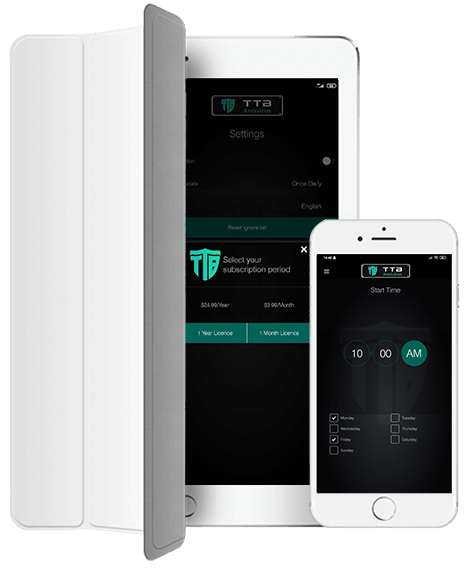 TTB
Antivirus
Settings
Once Daily
English
Reset ignore list
TTB
Select your
subscription period
$24.99/Year
$3.99/Month
1 Year Licence
1 Month Licence
TTB
Antivirus
Start Time
10
00
AM
Monday
Tuesday
Wednesday
Thursday
Friday
Saturday
Sunday